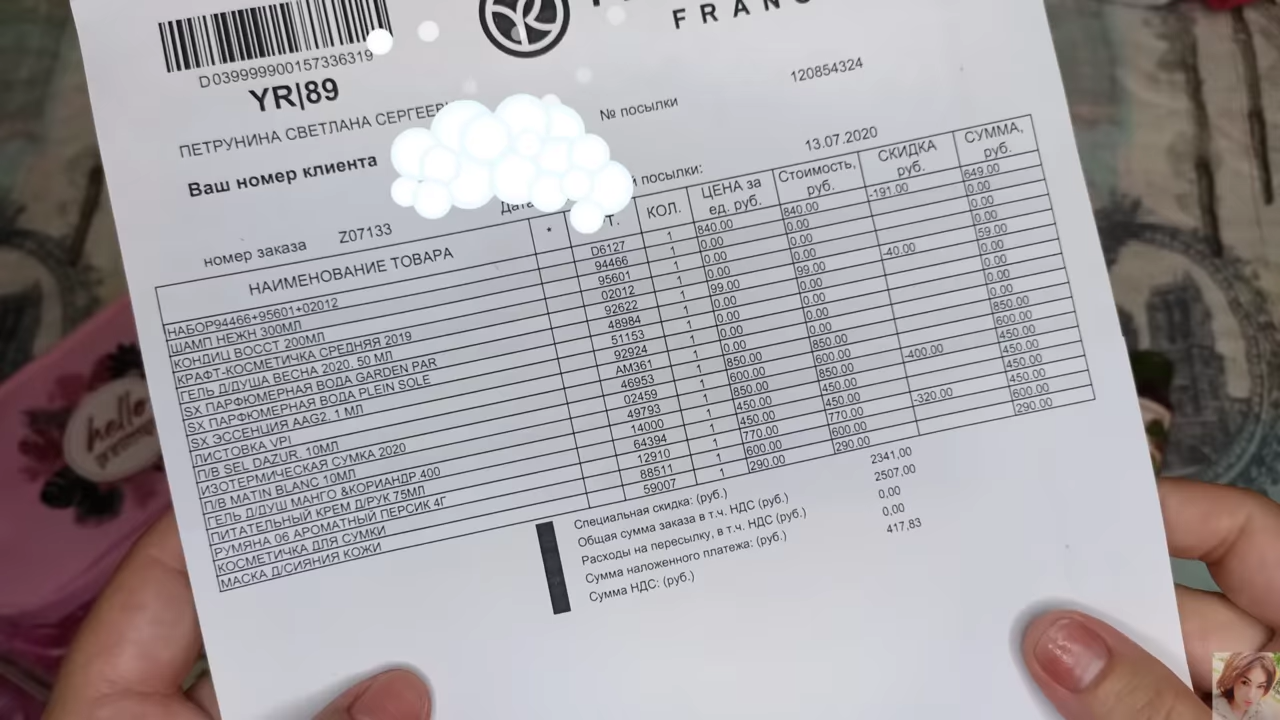 D039999900157336319
YR|89
FRANC
ПЕТРУНИНА СВЕТЛАНА СЕРГЕЕВ
№ посылки 120854324
Ваш номер клиента
Дата й посылки: 13.07.2020
номер заказа Z07133
НАИМЕНОВАНИЕ ТОВАРА * Т. КОЛ. ЦЕНА за ед. руб. Стоимость, руб. СКИДКА руб. СУММА, руб.
НАБОР94466+95601+02012 D6127 1 840.00 840.00 -191.00 649.00
ШАМП НЕЖН 300МЛ 94466 1 0.00 0.00 0.00
КОНДИЦ ВОССТ 200МЛ 95601 1 0.00 0.00 0.00
КРАФТ-КОСМЕТИЧКА СРЕДНЯЯ 2019 02012 1 99.00 99.00 -40.00 59.00
ГЕЛЬ Д/ДУША ВЕСНА 2020. 50 МЛ 92622 1 0.00 0.00 0.00
SX ПАРФЮМЕРНАЯ ВОДА GARDEN PAR 48984 1 0.00 0.00 0.00
SX ПАРФЮМЕРНАЯ ВОДА PLEIN SOLE 51153 1 0.00 0.00 0.00
SX ЭССЕНЦИЯ AAG2. 1 МЛ 92924 1 0.00 0.00 0.00
ЛИСТОВКА VPI AM361 1
П/В SEL DAZUR. 10МЛ 46953 1 850.00 850.00 850.00
ИЗОТЕРМИЧЕСКАЯ СУМКА 2020 02459 1 600.00 600.00 600.00
П/В MATIN BLANC 10МЛ 49793 1 850.00 850.00 -400.00 450.00
ГЕЛЬ Д/ДУШ МАНГО &КОРИАНДР 400 14000 1 450.00 450.00 450.00
ПИТАТЕЛЬНЫЙ КРЕМ Д/РУК 75МЛ 64394 1 450.00 450.00 450.00
РУМЯНА 06 АРОМАТНЫЙ ПЕРСИК 4Г 12910 1 770.00 770.00 -320.00 450.00
КОСМЕТИЧКА ДЛЯ СУМКИ 88511 1 600.00 600.00 600.00
МАСКА Д/СИЯНИЯ КОЖИ 59007 1 290.00 290.00 290.00
Специальная скидка: (руб.) 2341,00
Общая сумма заказа в т.ч. НДС (руб.) 2507.00
Расходы на пересылку, в т.ч. НДС (руб.) 0,00
Сумма наложенного платежа: (руб.) 0.00
Сумма НДС: (руб.) 417,83
hello